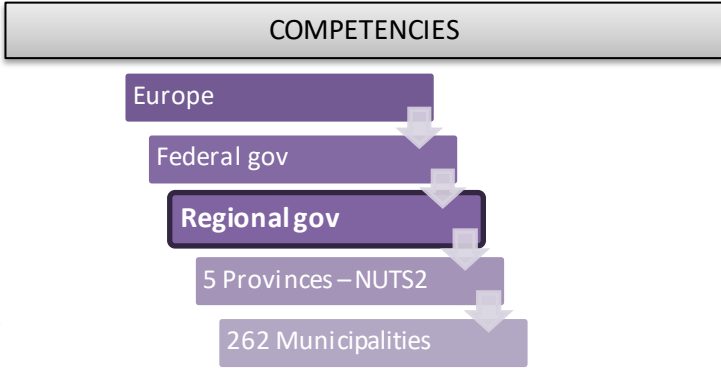 COMPETENCIES
Europe
Federal gov
Regional gov
5 Provinces – NUTS2
262 Municipalities